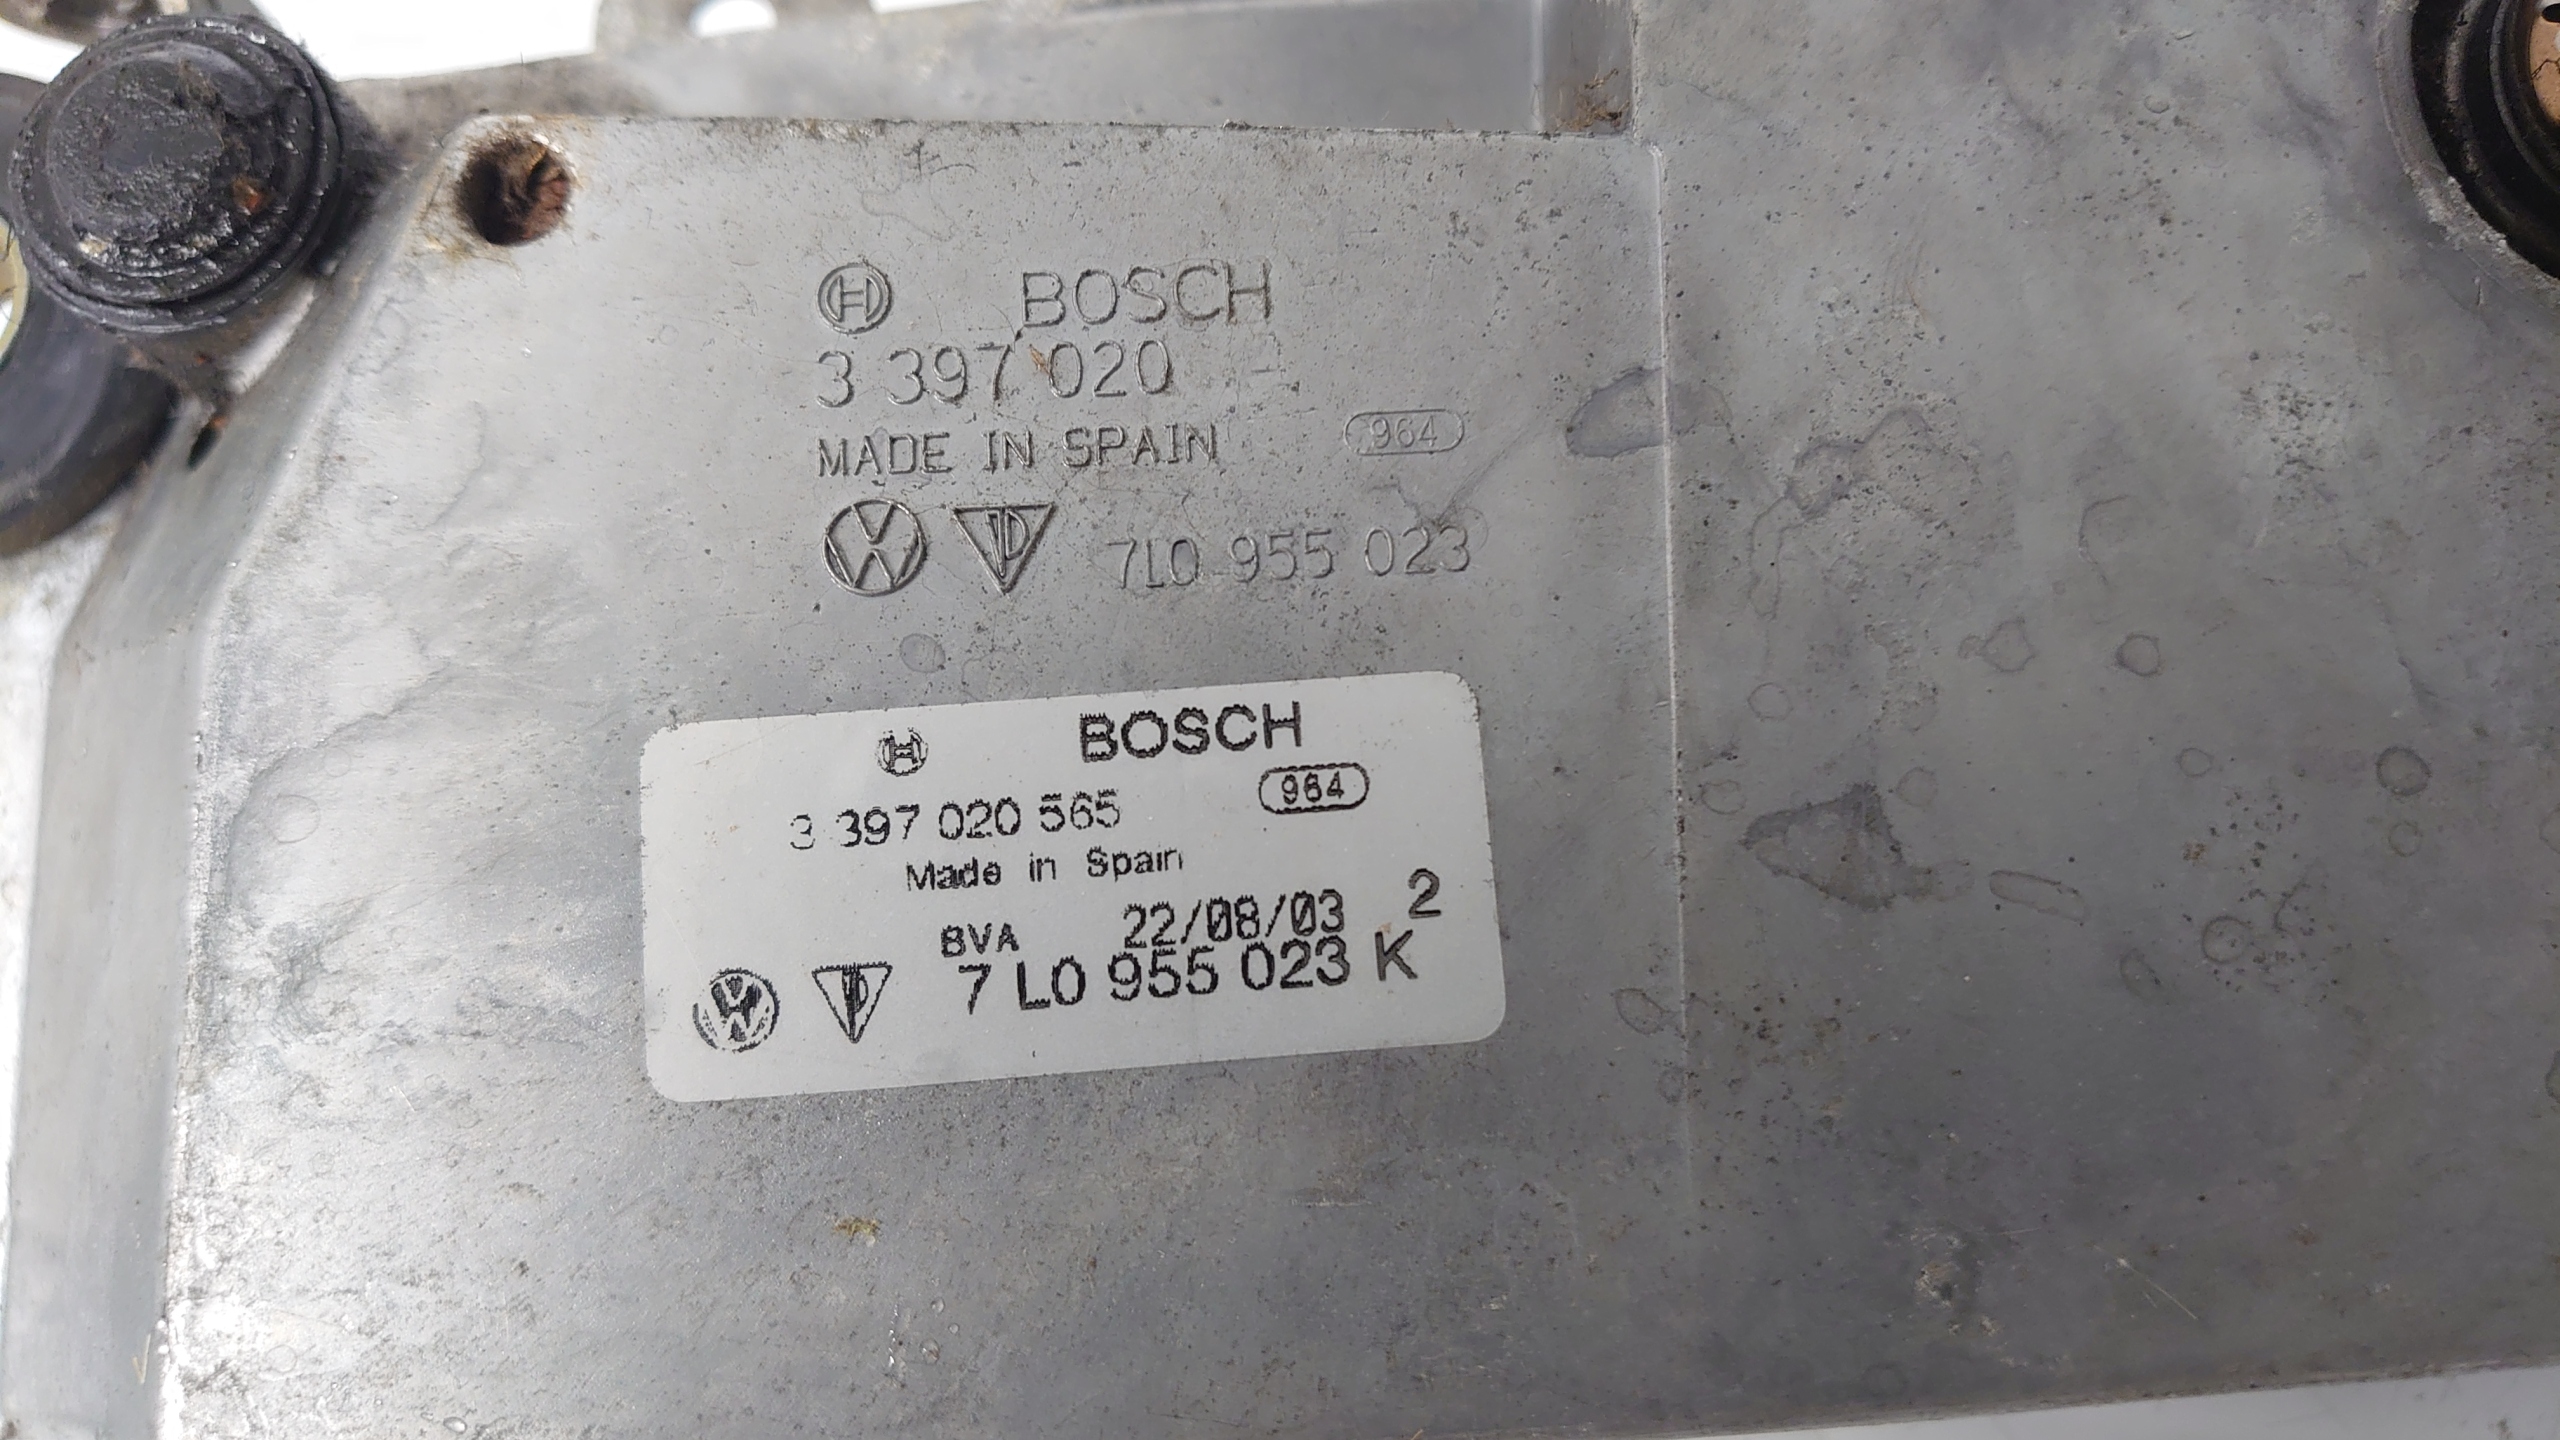 BOSCH
3 397 020
MADE IN SPAIN 964
7L0 955 023
BOSCH
964
3 397 020 565
Made in Spain
BVA 22/08/03 2
7 L0 955 023 K